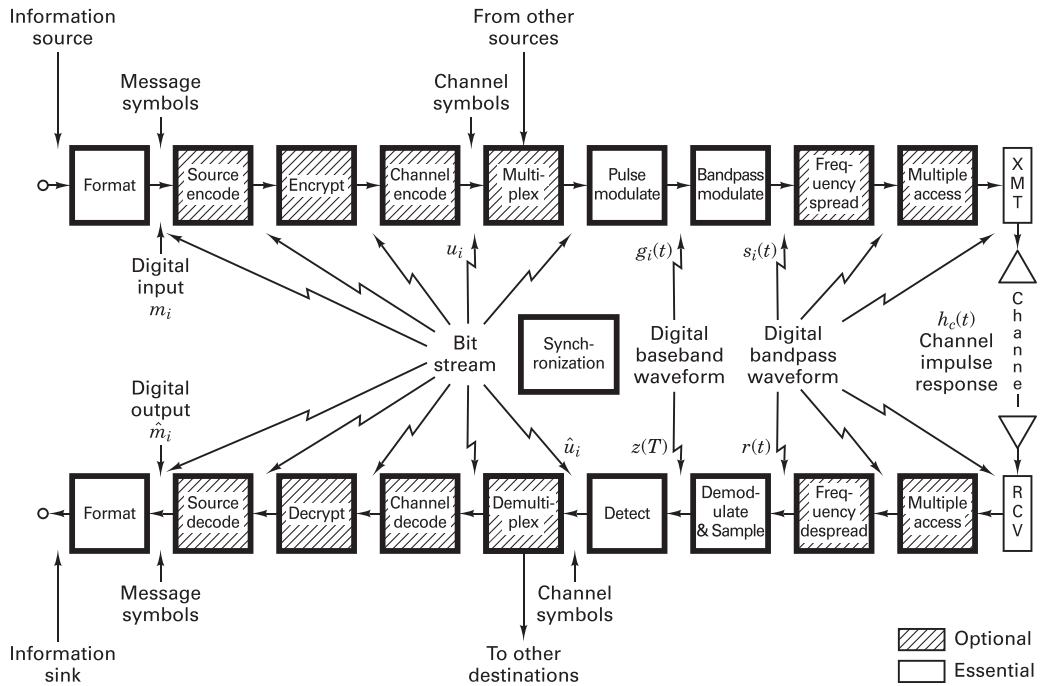 Information
source
From other
sources
Message
symbols
Channel
symbols
Format
Source
encode
Encrypt
Channel
encode
Multi-
plex
Pulse
modulate
Bandpass
modulate
Freq-
uency
spread
Multiple
access
X
M
T
Digital
input
m_i
u_i
g_i(t)
s_i(t)
Bit
stream
Synch-
ronization
Digital
baseband
waveform
Digital
bandpass
waveform
h_c(t)
Channel
impulse
response
C
h
a
n
n
e
l
Digital
output
m̂_i
û_i
z(T)
r(t)
Format
Source
decode
Decrypt
Channel
decode
Demulti-
plex
Detect
Demod-
ulate
& Sample
Freq-
uency
despread
Multiple
access
R
C
V
Message
symbols
Channel
symbols
Information
sink
To other
destinations
Optional
Essential